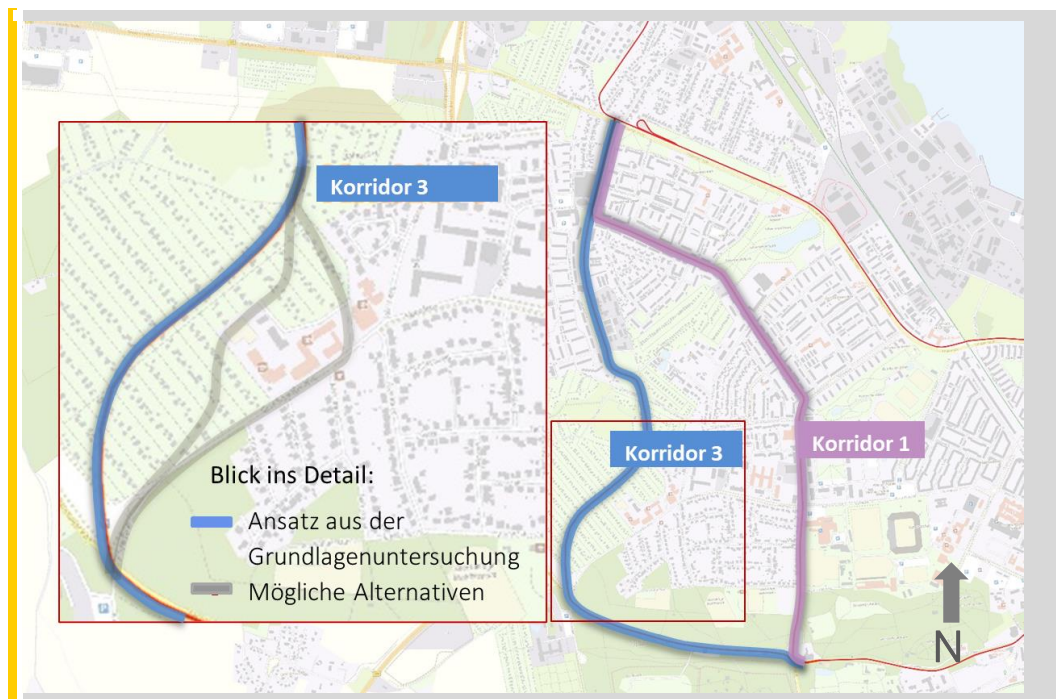 Korridor 3
Blick ins Detail:
Ansatz aus der
Grundlagenuntersuchung
Mögliche Alternativen
Korridor 3
Korridor 1
N